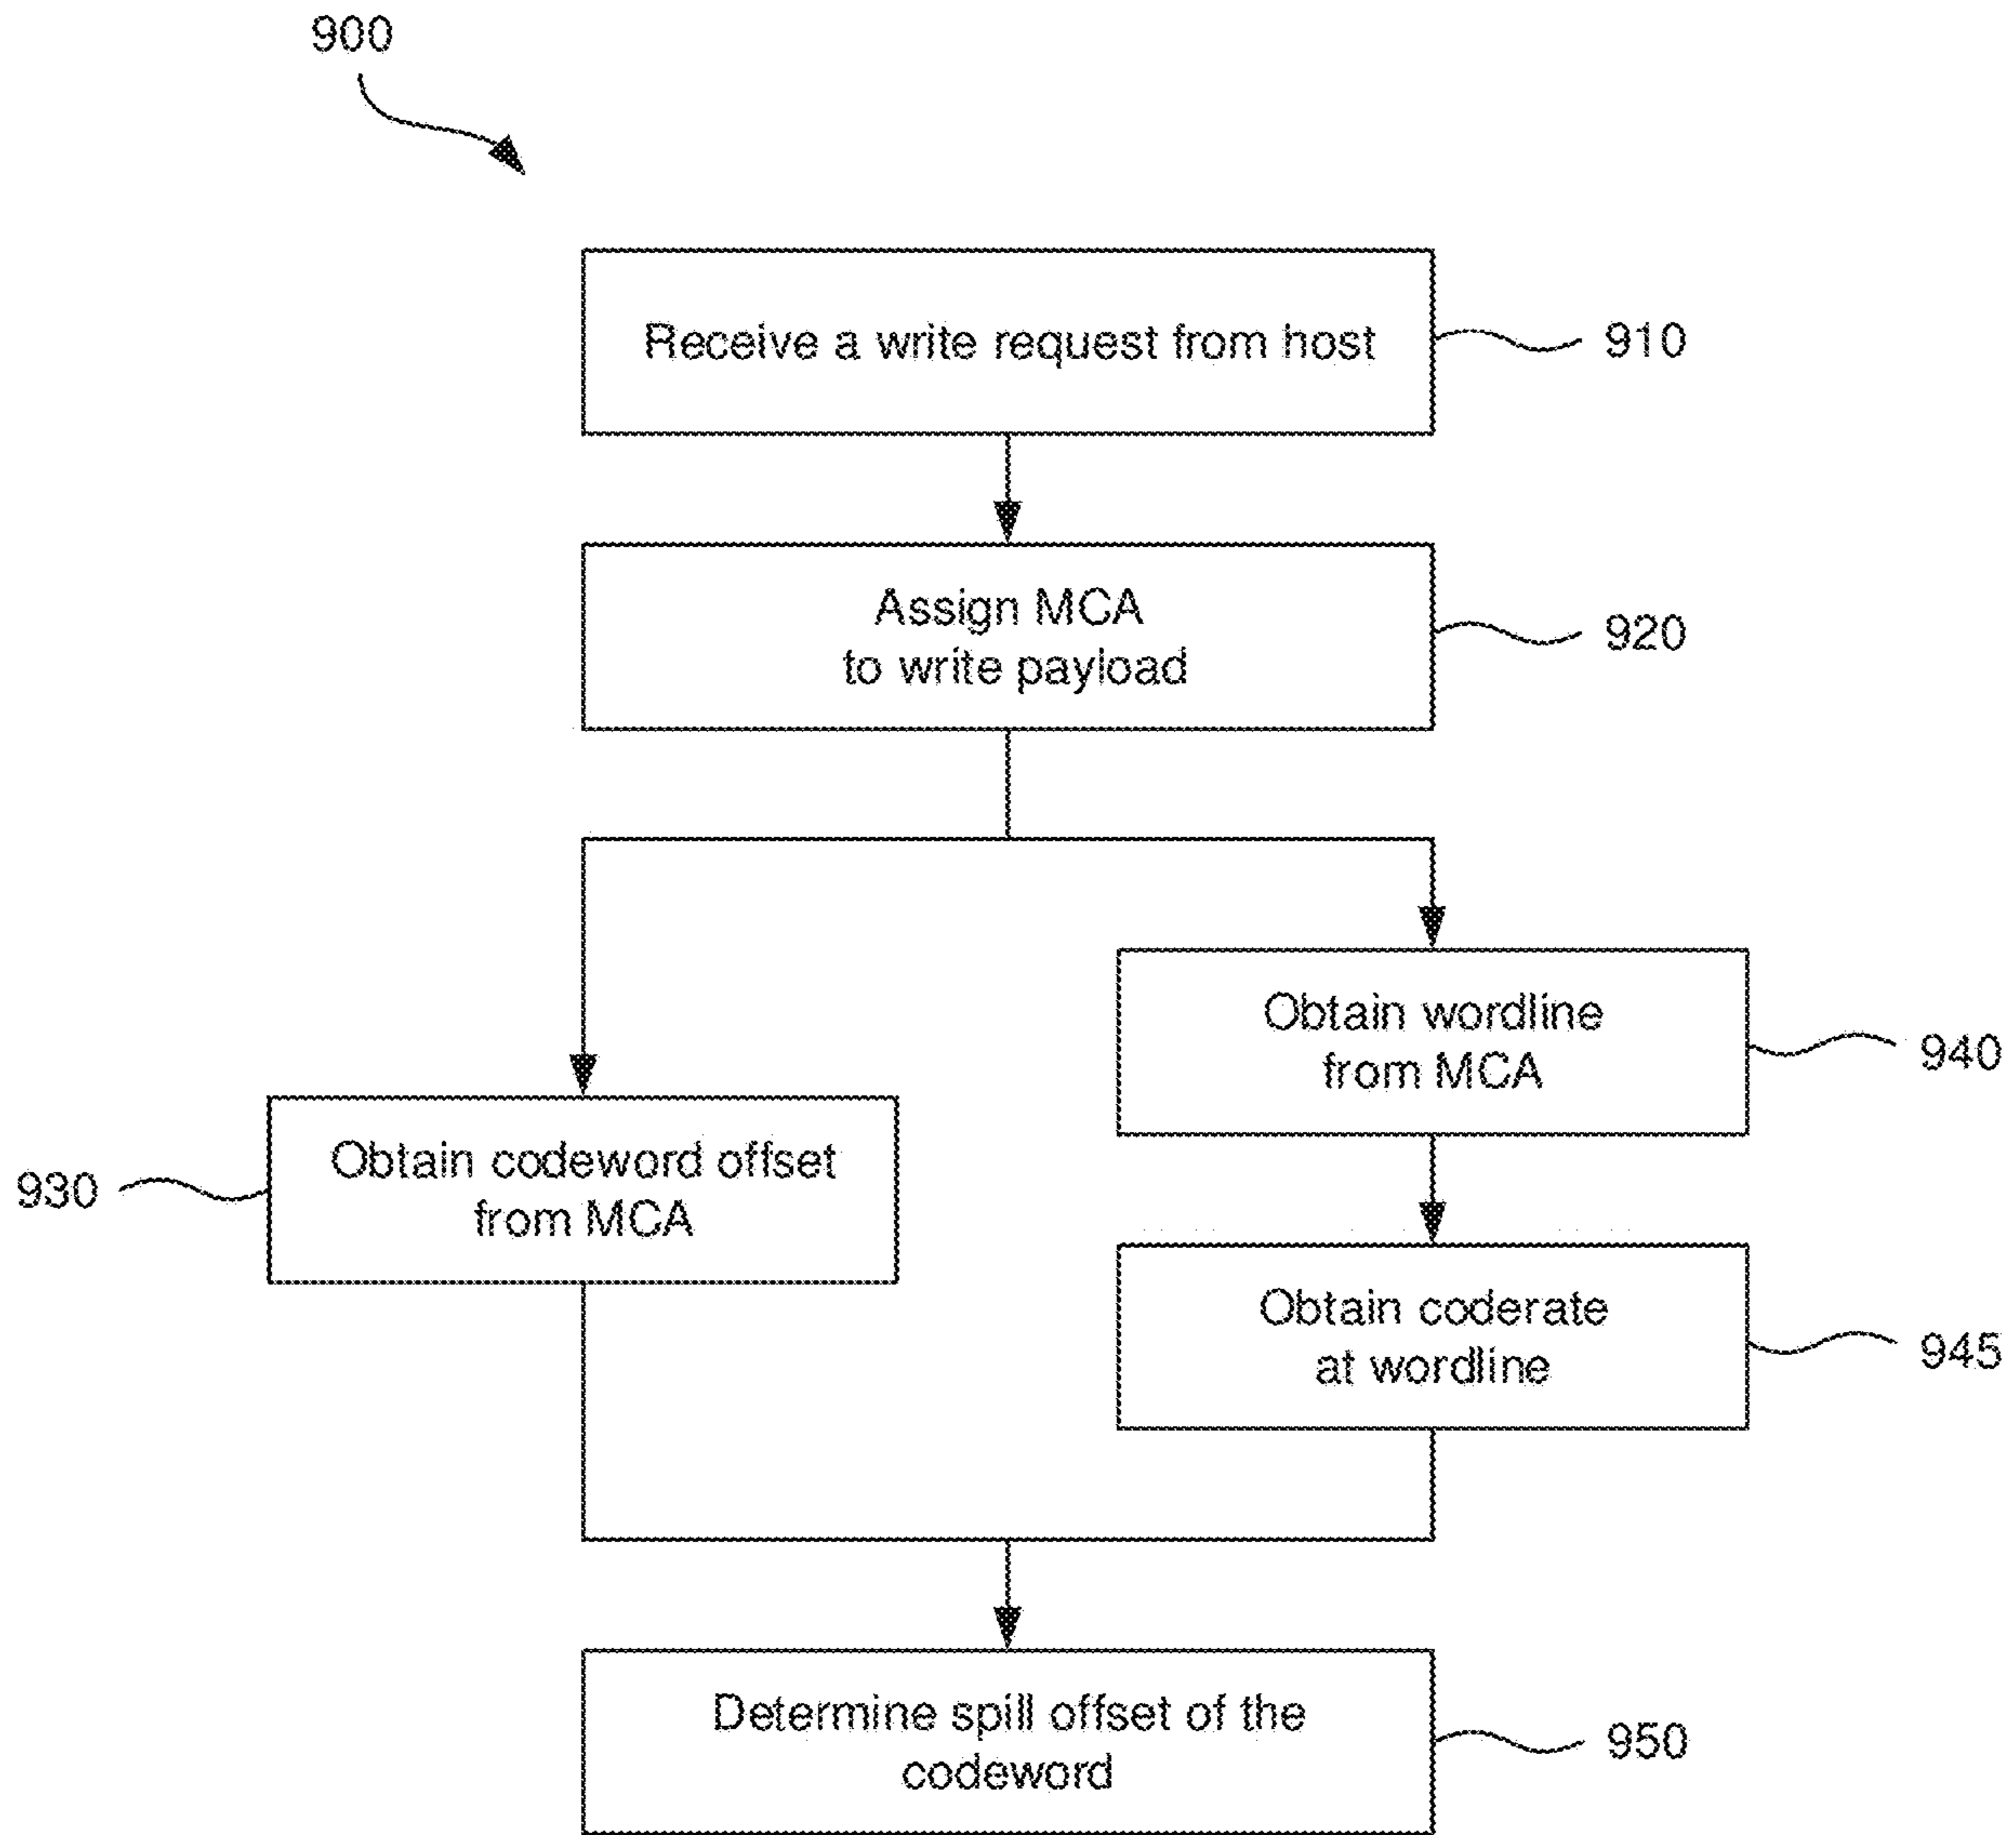 900
Receive a write request from host
910
Assign MCA
to write payload
920
Obtain wordline
from MCA
940
Obtain codeword offset
from MCA
930
Obtain coderate
at wordline
945
Determine spill offset of the
codeword
950